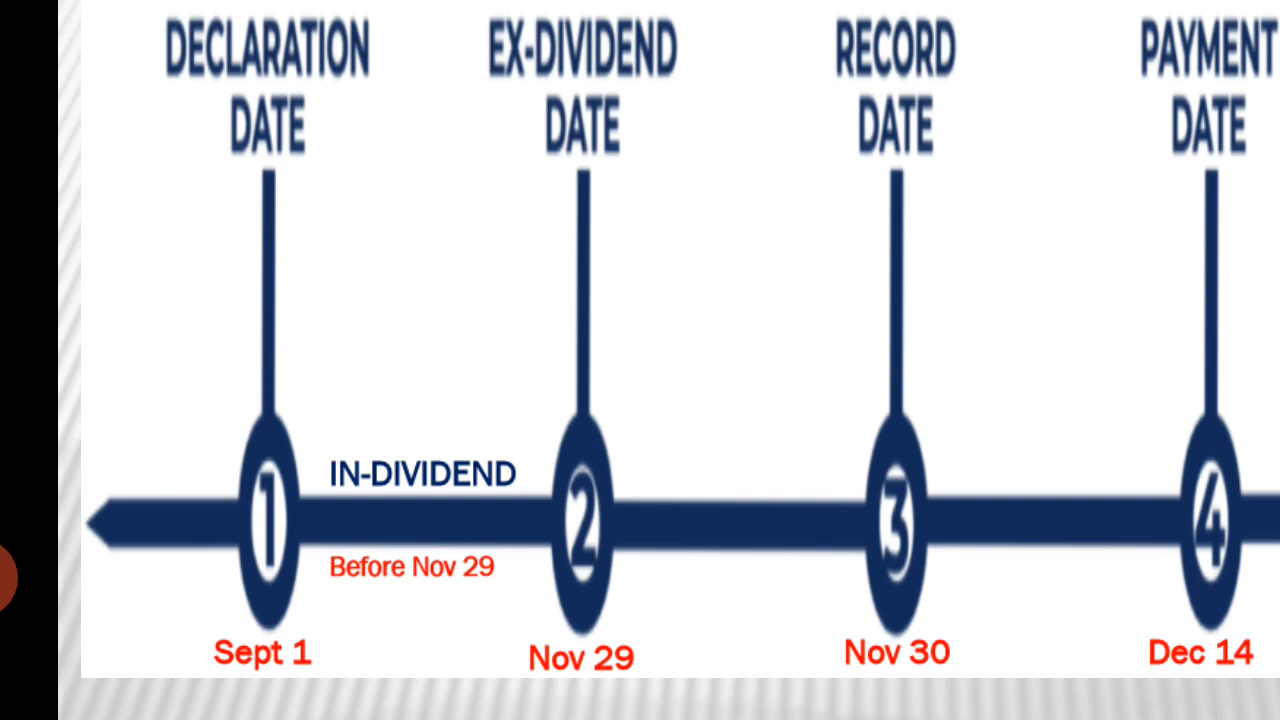 DECLARATION
DATE
EX-DIVIDEND
DATE
RECORD
DATE
PAYMENT
DATE
1
IN-DIVIDEND
Before Nov 29
2
3
4
Sept 1
Nov 29
Nov 30
Dec 14